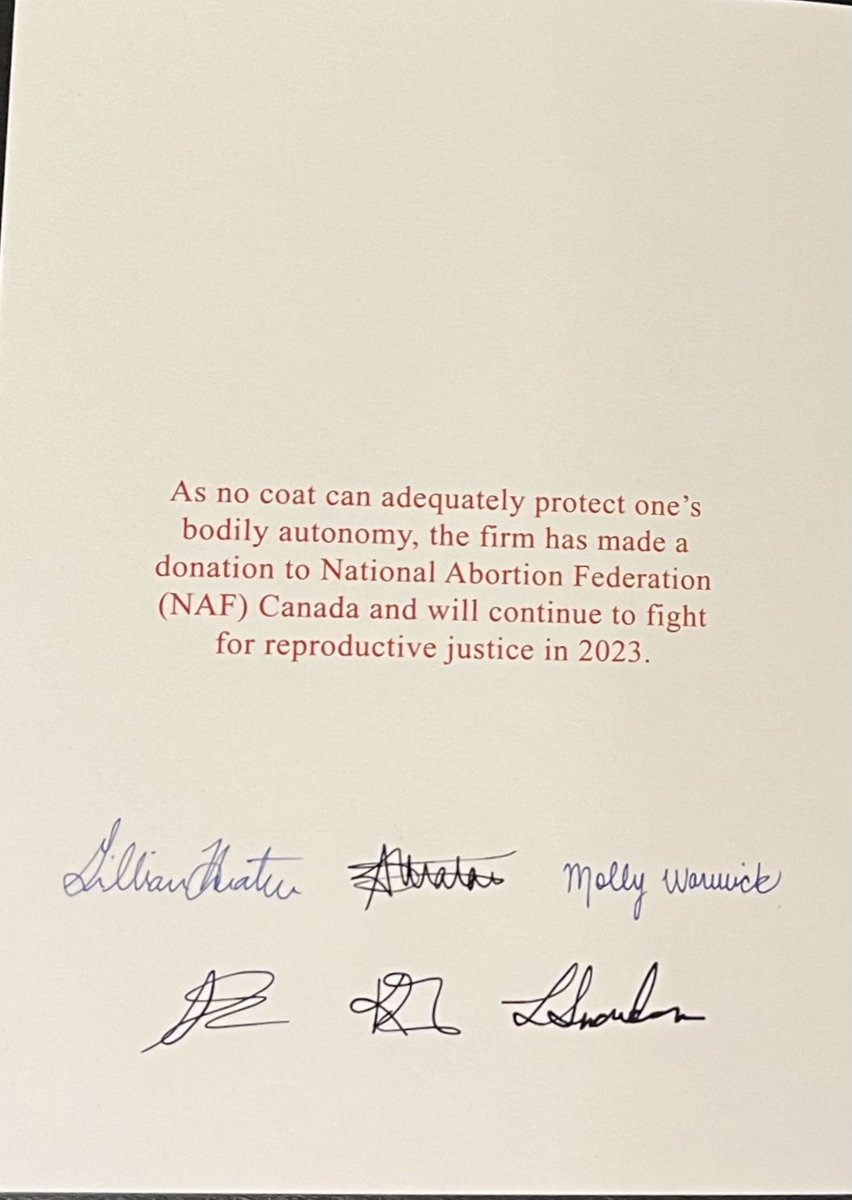 As no coat can adequately protect one's
bodily autonomy, the firm has made a
donation to National Abortion Federation
(NAF) Canada and will continue to fight
for reproductive justice in 2023.
Molly Warwick